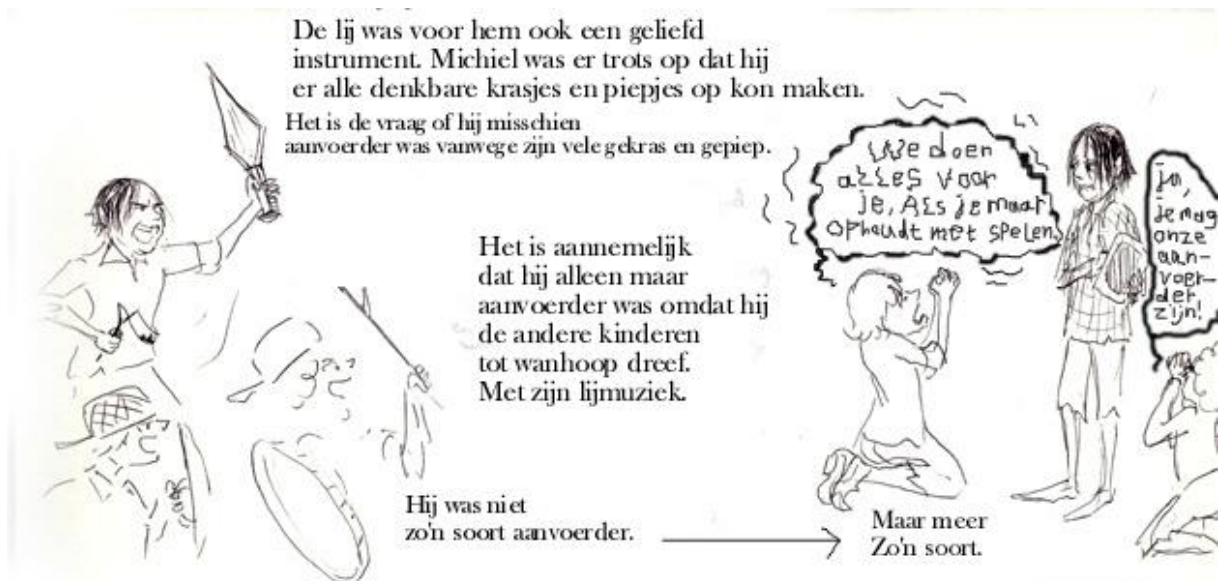 De lij was voor hem ook een geliefd
instrument. Michiel was er trots op dat hij
er alle denkbare krasjes en piepjes op kon maken.
Het is de vraag of hij misschien
aanvoerder was vanwege zijn vele gekras en gepiep.
We doen
alles voor
je, Als je maar
ophoudt met spelen.
ja,
je mag
onze
aan-
voer-
der
zijn!
Het is aannemelijk
dat hij alleen maar
aanvoerder was omdat hij
de andere kinderen
tot wanhoop dreef.
Met zijn lijmuziek.
Hij was niet
zo'n soort aanvoerder.
Maar meer
Zo'n soort.